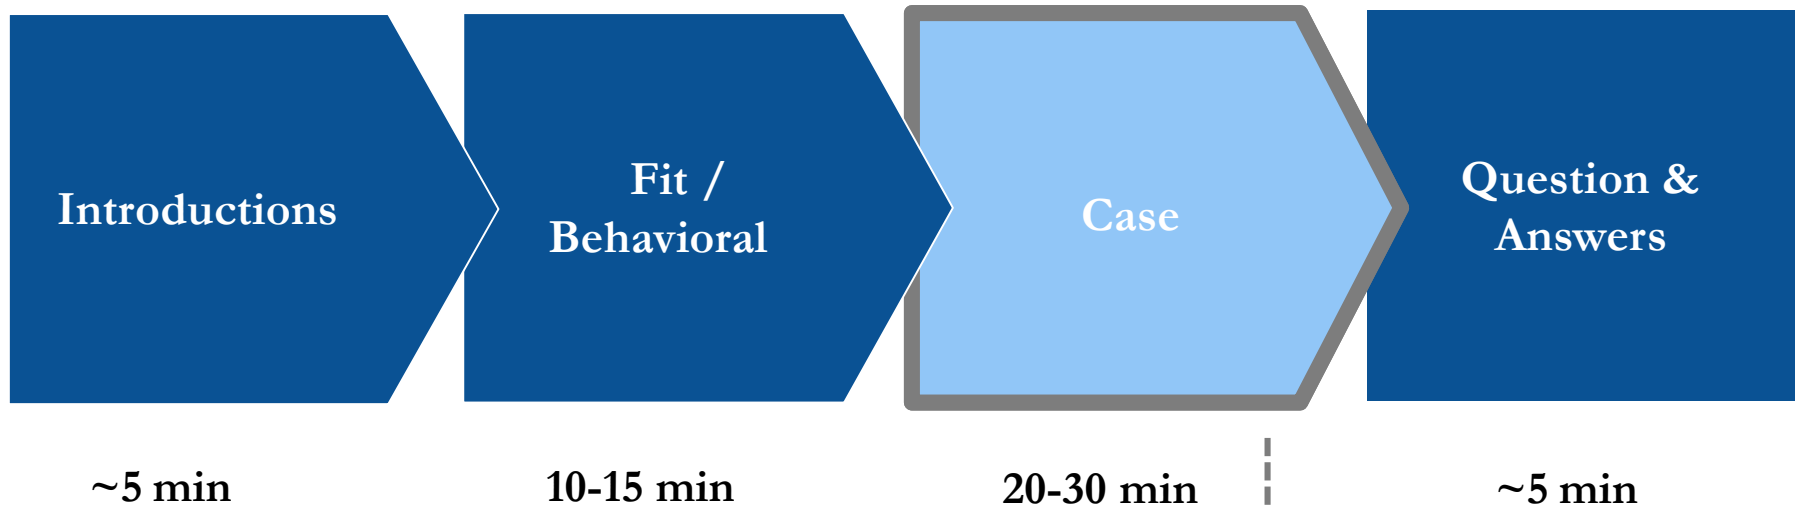 Introductions
Fit /
Behavioral
Case
Question &
Answers
~5 min
10-15 min
20-30 min
~5 min